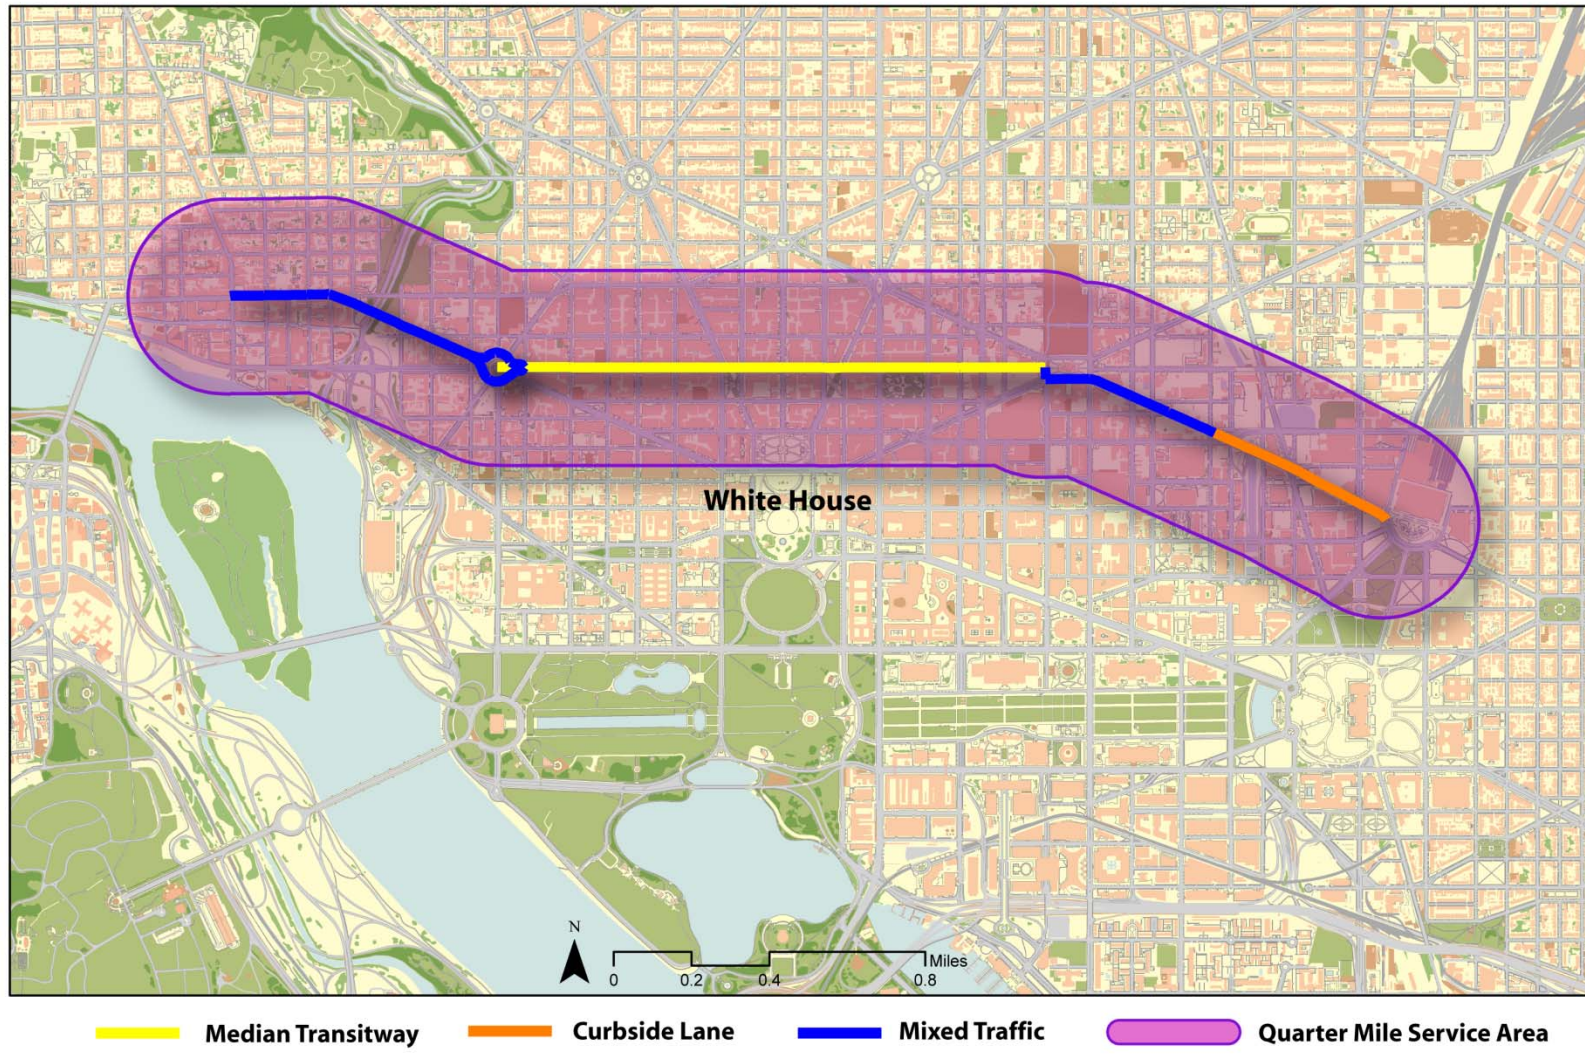 White House
N
Miles
0 0.2 0.4 0.8
Median Transitway Curbside Lane Mixed Traffic Quarter Mile Service Area